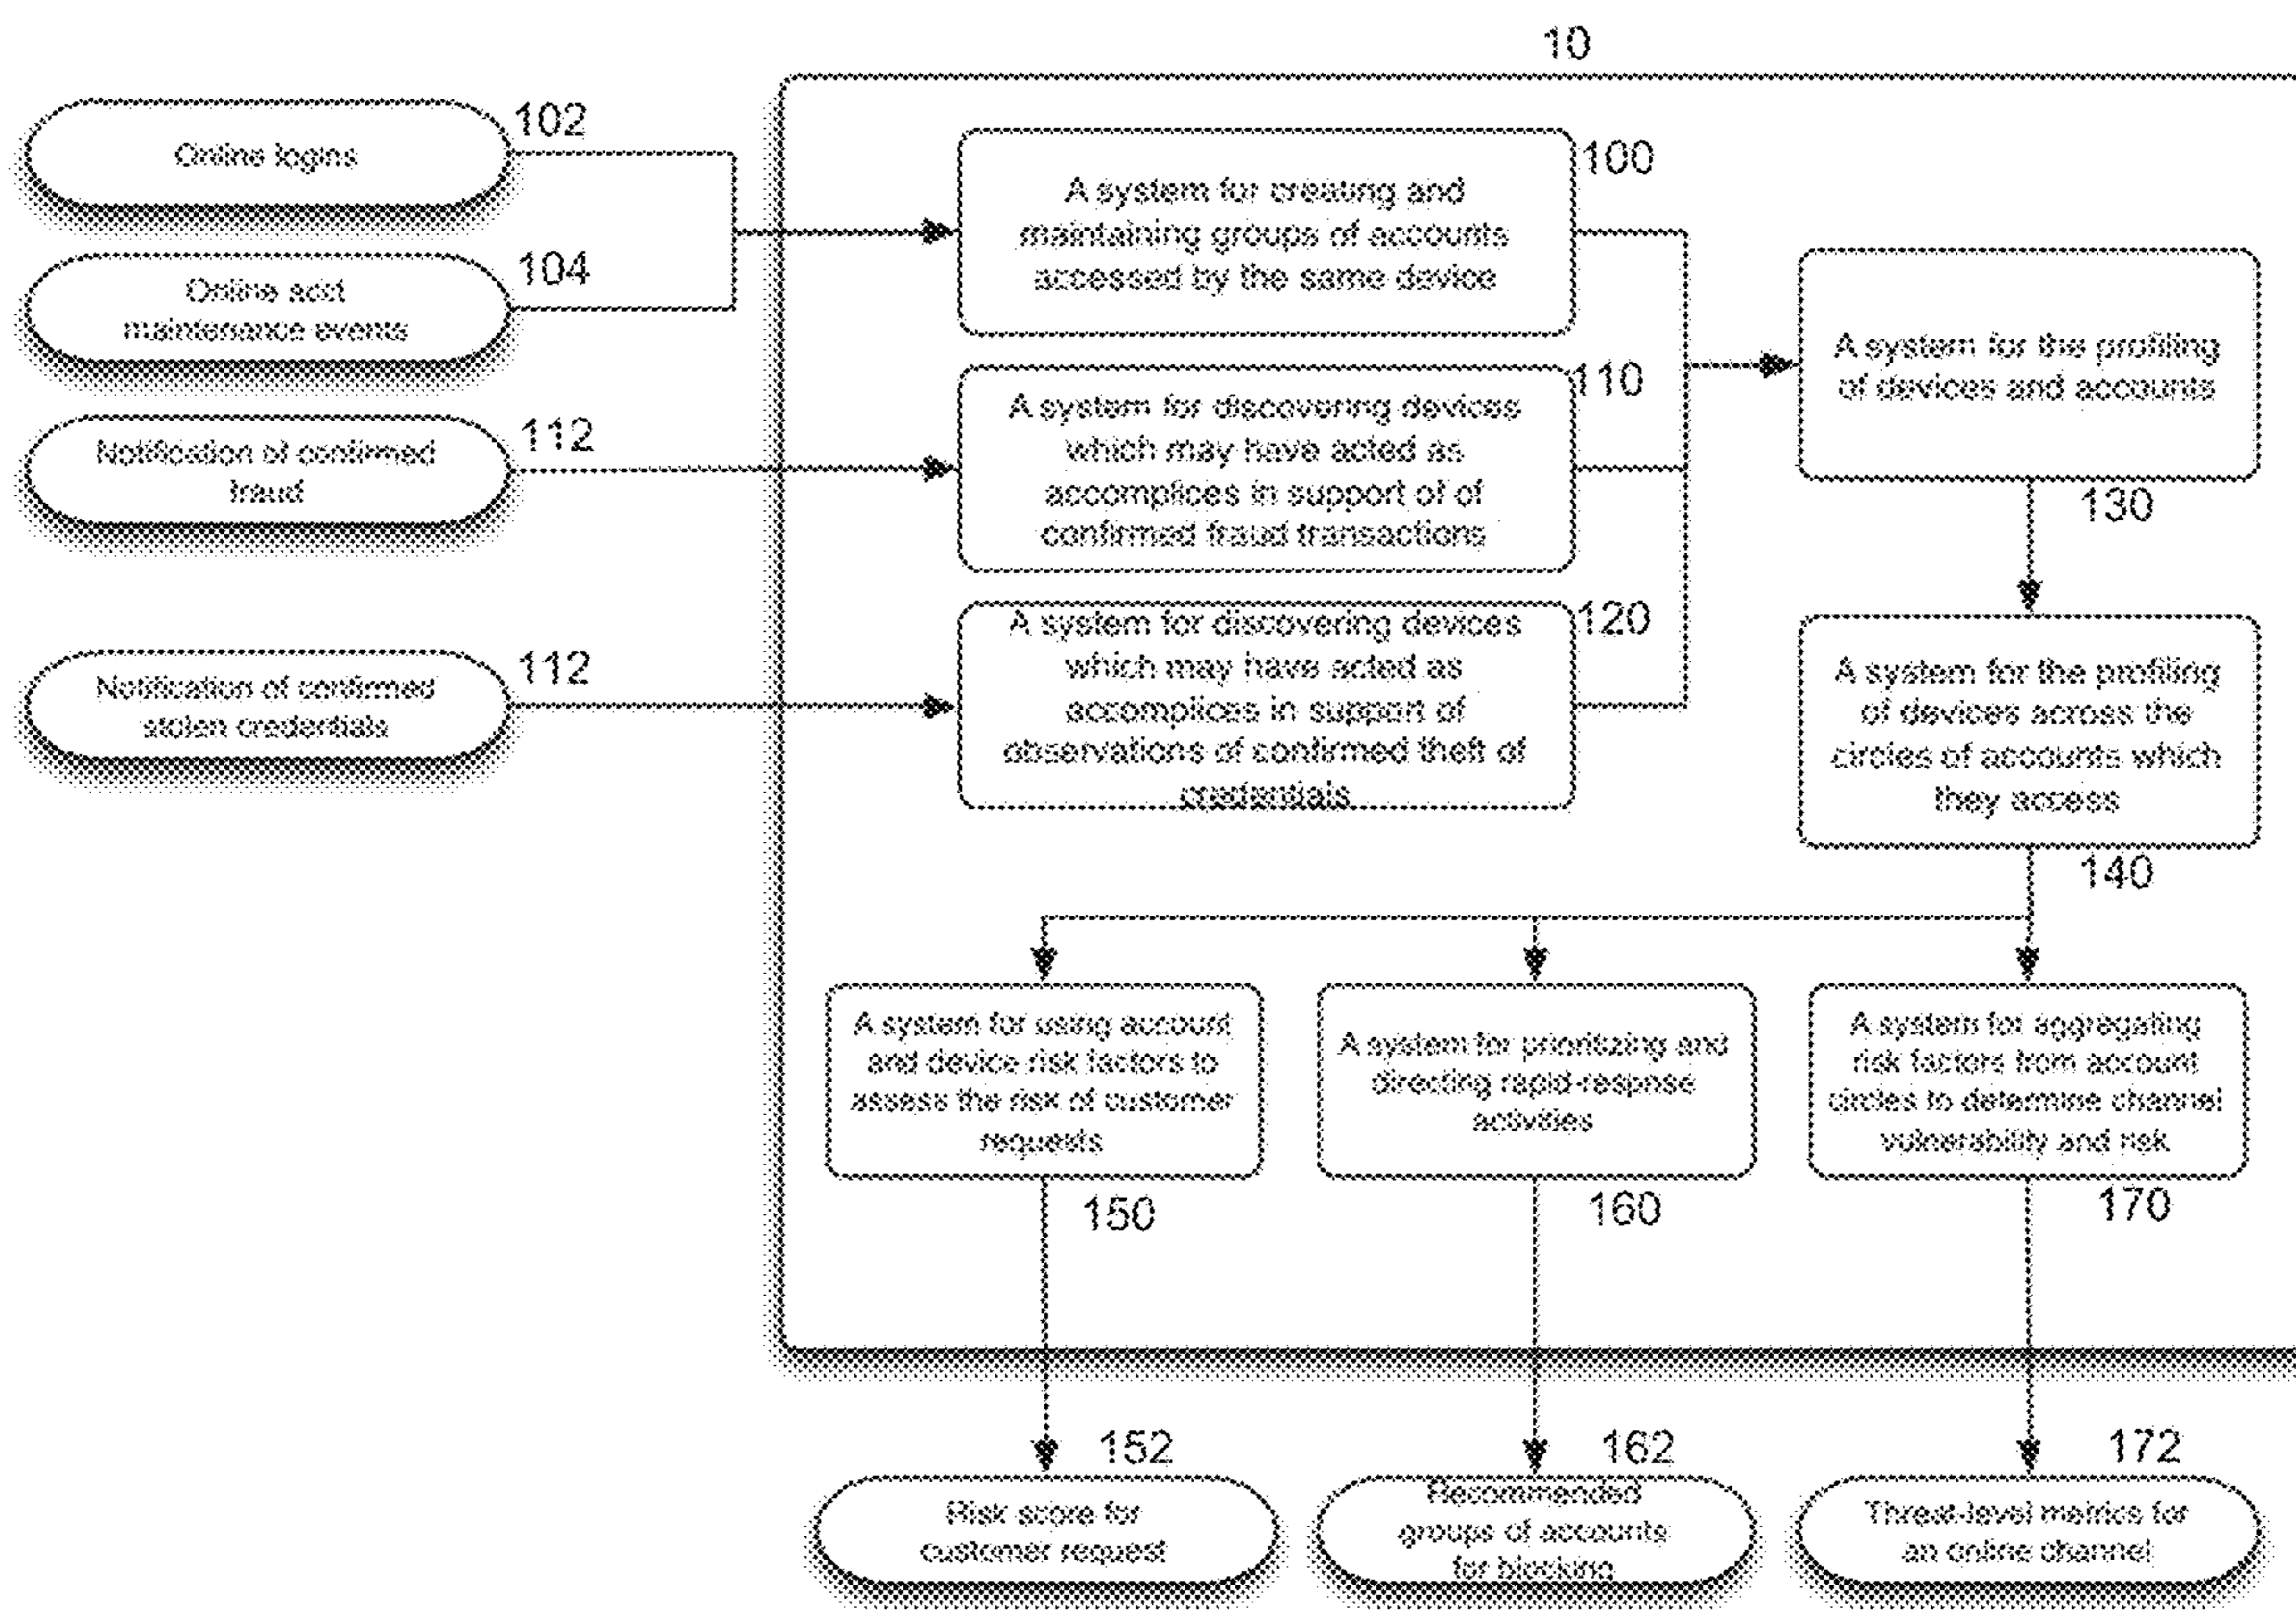 10
102
Online logins
104
Online acct
maintenance events
112
Notification of confirmed
fraud
112
Notification of confirmed
stolen credentials
100
A system for creating and
maintaining groups of accounts
accessed by the same device
110
A system for discovering devices
which may have acted as
accomplices in support of of
confirmed fraud transactions
120
A system for discovering devices
which may have acted as
accomplices in support of
observations of confirmed theft of
credentials
A system for the profiling
of devices and accounts
130
A system for the profiling
of devices across the
circles of accounts which
they access
140
A system for using account
and device risk factors to
assess the risk of customer
requests
150
A system for prioritizing and
directing rapid-response
activities
160
A system for aggregating
risk factors from account
circles to determine channel
vulnerability and risk
170
152
Risk score for
customer request
162
Recommended
groups of accounts
for blocking
172
Threat-level metrics for
an online channel